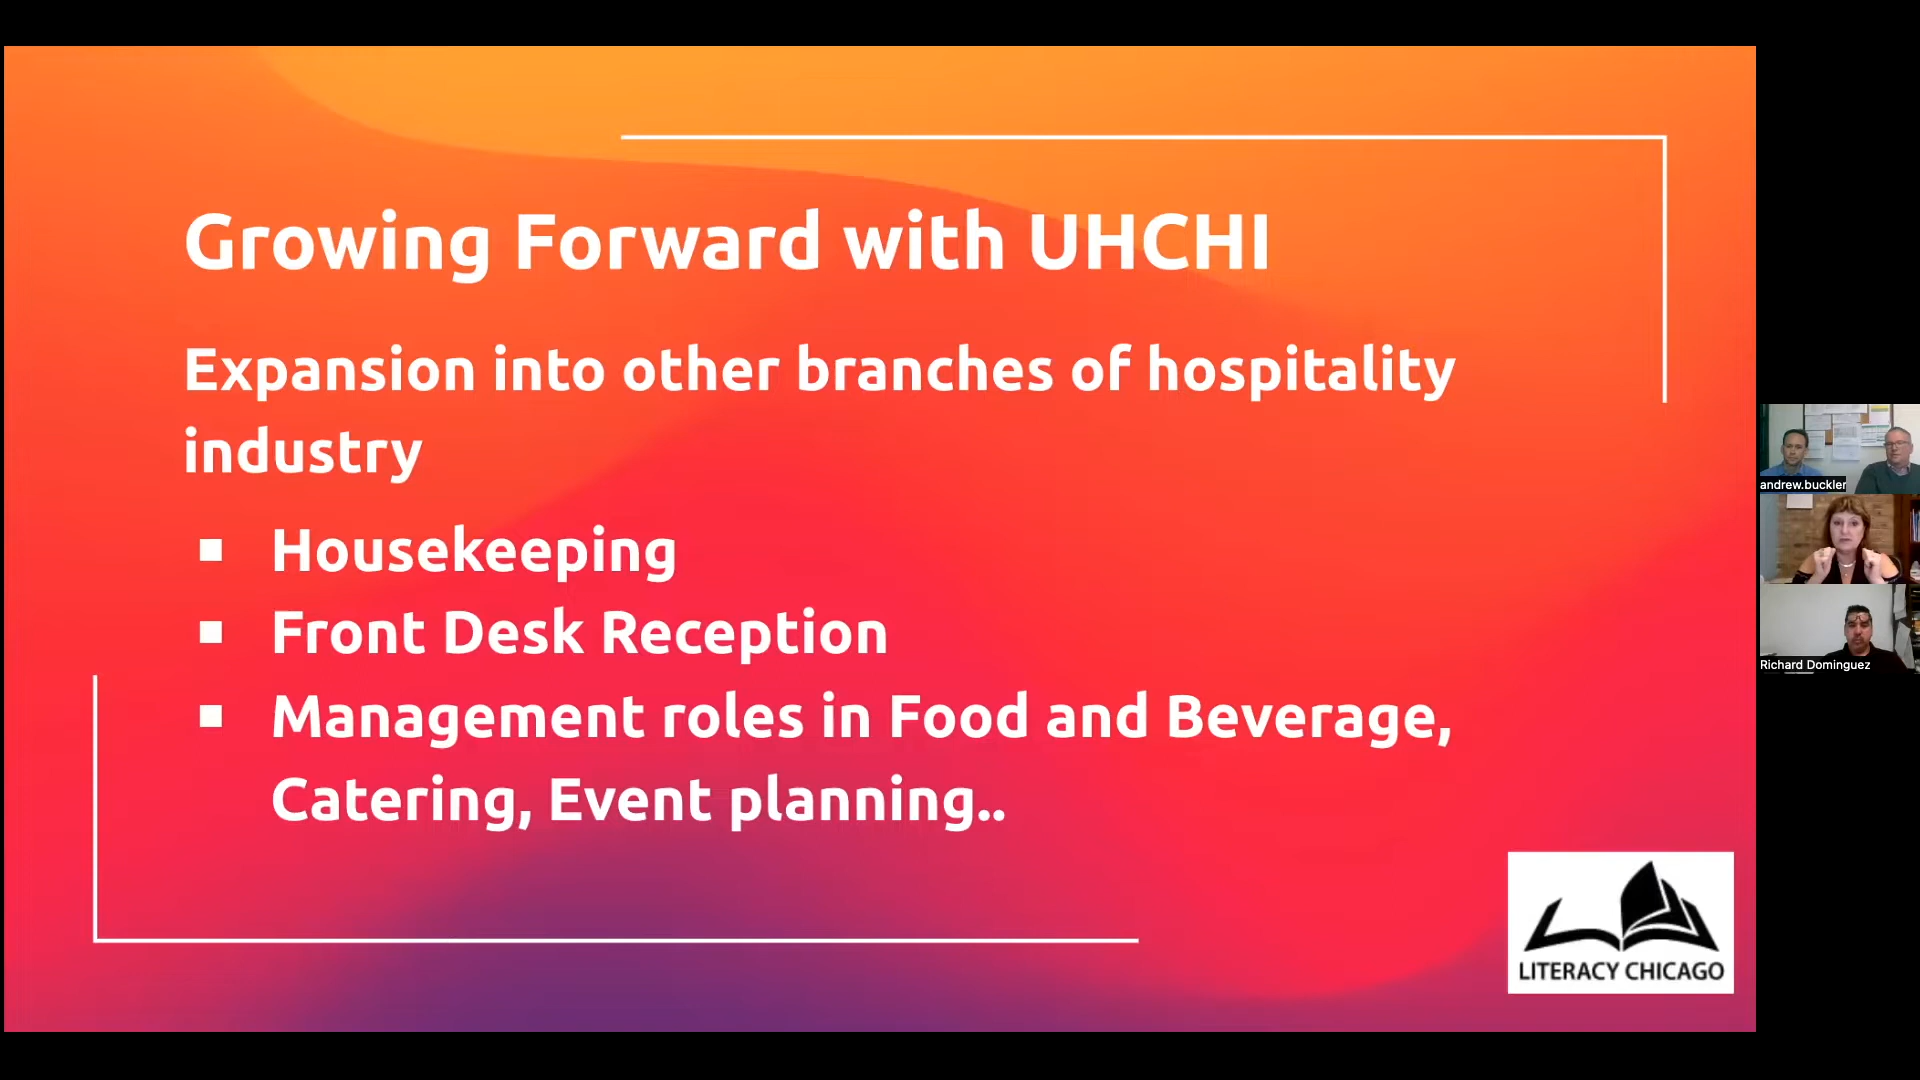 Growing Forward with UHCHI
Expansion into other branches of hospitality
industry
Housekeeping
Front Desk Reception
Management roles in Food and Beverage,
Catering, Event planning..
LITERACY CHICAGO
andrew.buckler
Richard Dominguez